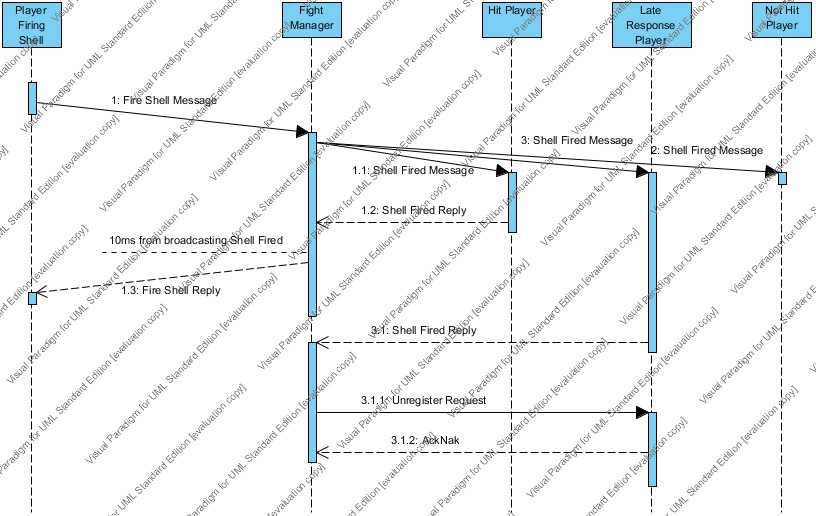 Player
Firing
Shell
Fight
Manager
Hit Player
Late
Response
Player
Not Hit
Player
1: Fire Shell Message
3: Shell Fired Message
2: Shell Fired Message
1.1: Shell Fired Message
1.2: Shell Fired Reply
10ms from broadcasting Shell Fired
1.3: Fire Shell Reply
3.1: Shell Fired Reply
3.1.1: Unregister Request
3.1.2: AckNak
Visual Paradigm for UML Standard Edition [evaluation copy]